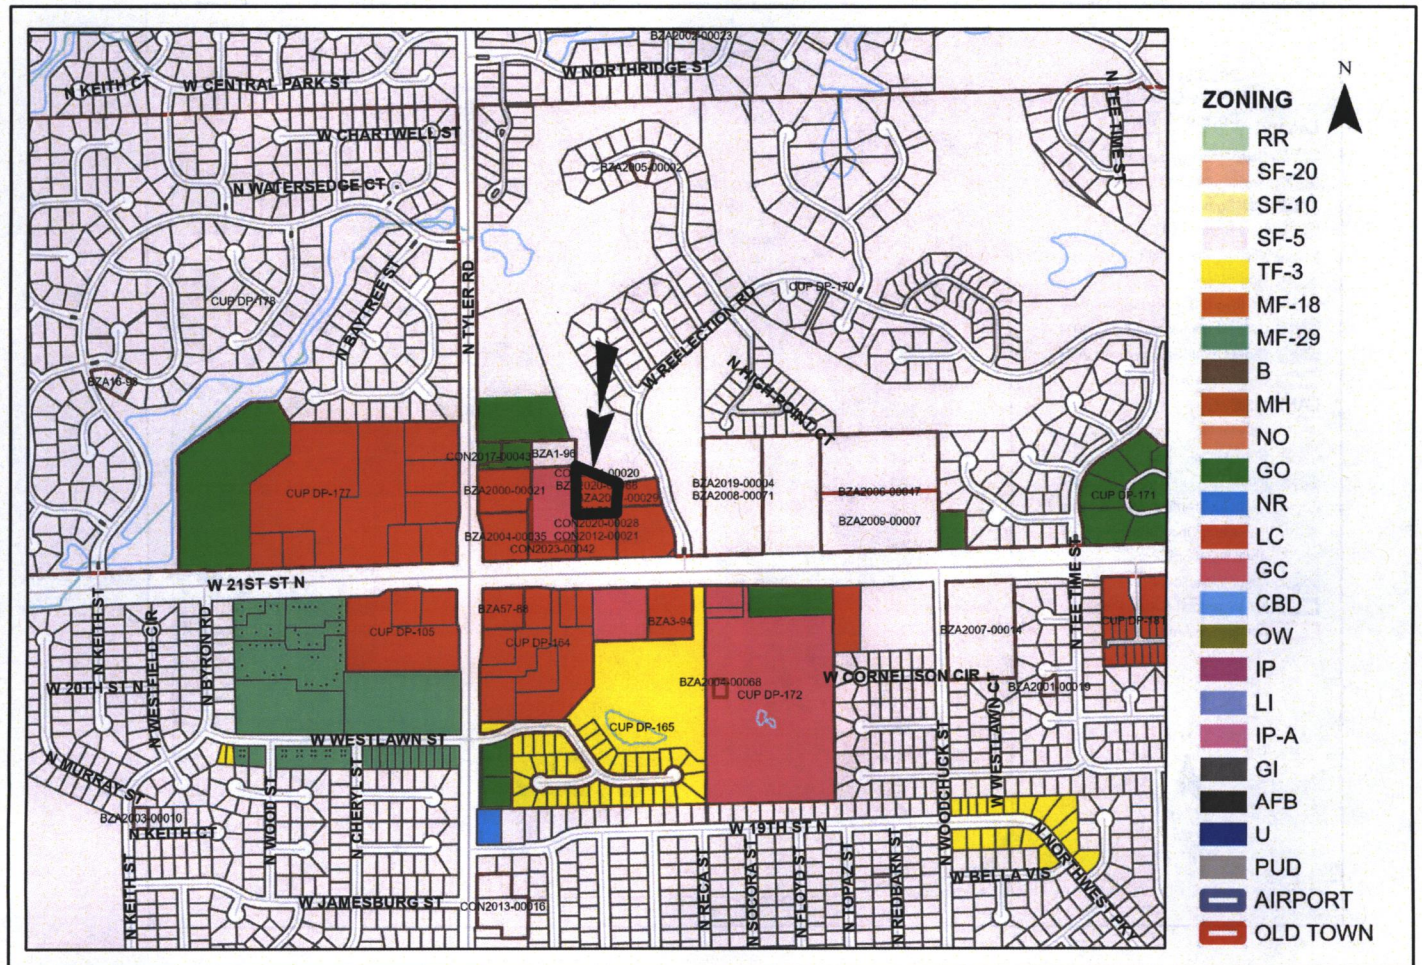 BZA2002-00023
W NORTHRIDGE ST
N KEITH CT
W CENTRAL PARK ST
N TEE TIME ST
W CHARTWELL ST
N WATERSEDGE CT
BZA2005-00002
N TYLER RD
CUP DP-178
N BAYTREE ST
CUP DP-170
W REFLECTION RD
N HIGH POINT CT
BZA16-98
CON2017-00043
BZA1-96
BZA2000-00021
BZA2019-00004
BZA2008-00071
BZA2006-00047
BZA2009-00007
CUP DP-177
CUP DP-171
CON2020-00028
BZA2004-00035
CON2012-00021
CON2023-00042
W 21ST ST N
N KEITH ST
N WESTFIELD CIR
N BYRON RD
BZA57-88
BZA3-94
CUP DP-105
CUP DP-164
BZA2007-00014
N TEE TIME ST
CUP DP-181
W 20TH ST N
BZA2004-00068
CUP DP-172
W CORNELISON CIR
BZA2001-00019
CUP DP-165
W WESTLAWN ST
N WESTLAWN CT
N WOODCHUCK ST
N MURRAY ST
BZA2003-00010
N KEITH CT
N WOOD ST
N CHERYL ST
W 19TH ST N
N NORTHWEST PKY
N KEITH ST
W JAMESBURG ST
CON2013-00016
N RECA ST
N SOCORA ST
N FLOYD ST
N TOPAZ ST
N REDBARN ST
W BELLA VIS
N
ZONING
RR
SF-20
SF-10
SF-5
TF-3
MF-18
MF-29
B
MH
NO
GO
NR
LC
GC
CBD
OW
IP
LI
IP-A
GI
AFB
U
PUD
AIRPORT
OLD TOWN